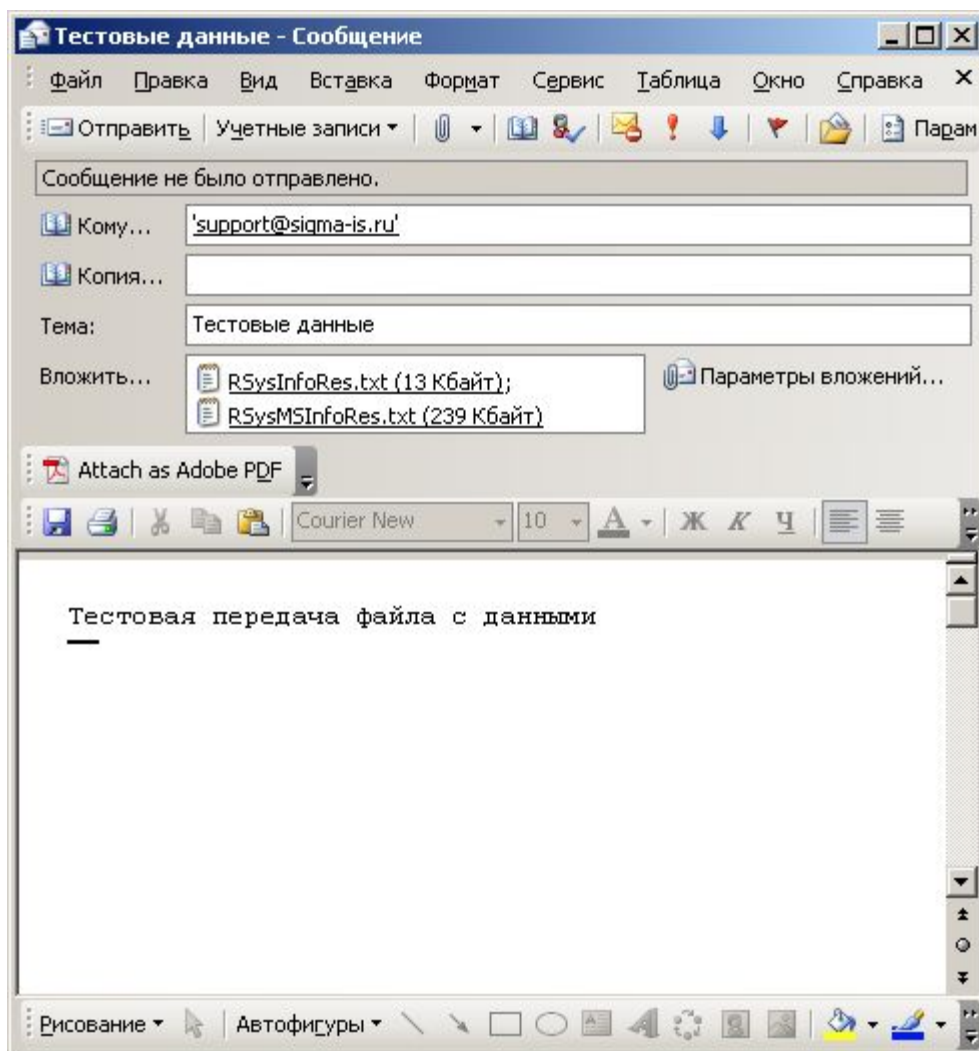 Тестовые данные - Сообщение
Файл Правка Вид Вставка Формат Сервис Таблица Окно Справка
Отправить Учетные записи Парам
Сообщение не было отправлено.
Кому... 'support@sigma-is.ru'
Копия...
Тема: Тестовые данные
Вложить... RSysInfoRes.txt (13 Кбайт); Параметры вложений...
RSysMSInfoRes.txt (239 Кбайт)
Attach as Adobe PDF
Courier New 10 A Ж К Ч
Тестовая передача файла с данными
Рисование Автофигуры